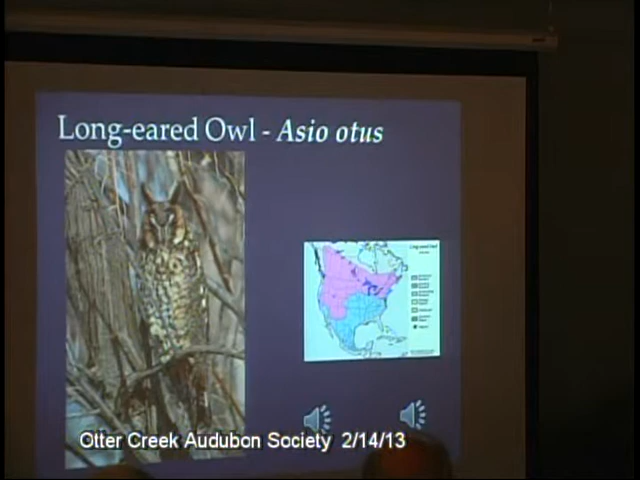 Long-eared Owl - Asio otus
Otter Creek Audubon Society 2/14/13